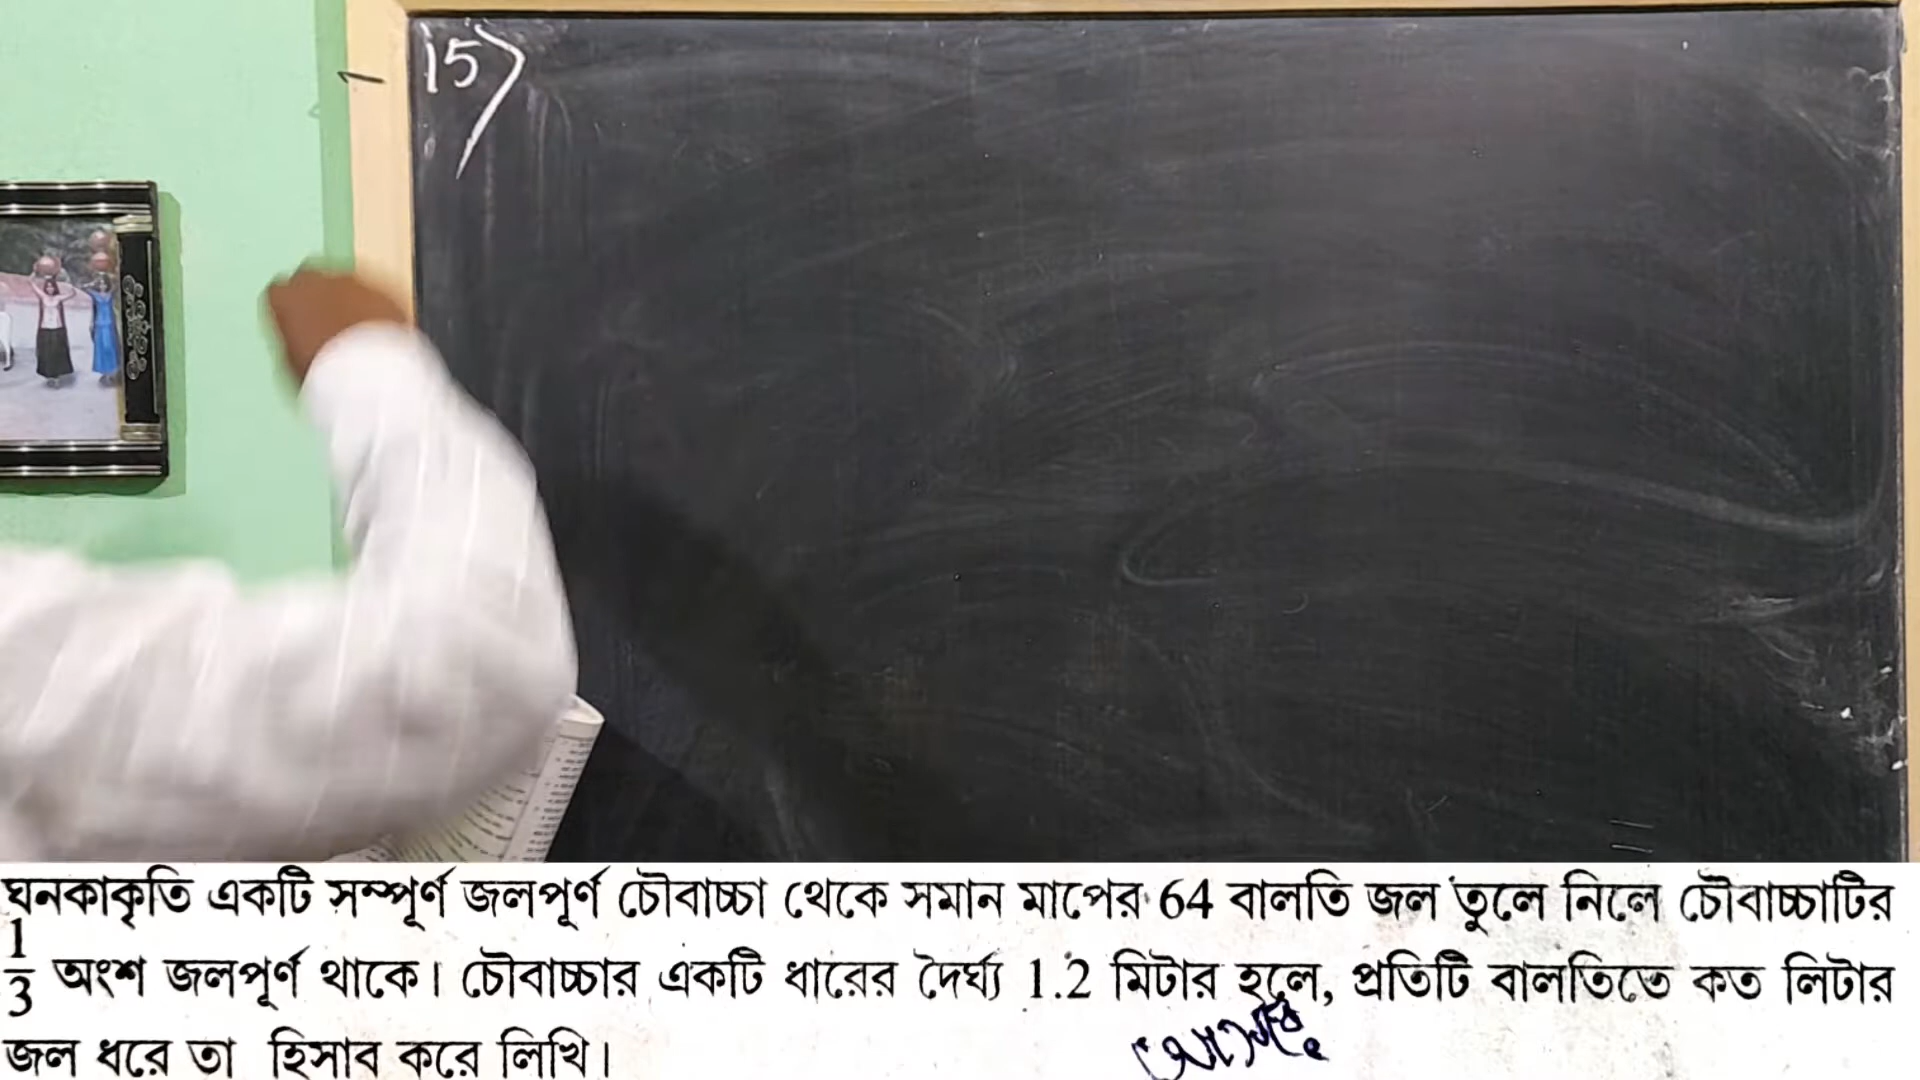 15)
ঘনকাকৃতি একটি সম্পূর্ণ জলপূর্ণ চৌবাচ্চা থেকে সমান মাপের 64 বালতি জল তুলে নিলে চৌবাচ্চাটির
1/3 অংশ জলপূর্ণ থাকে। চৌবাচ্চার একটি ধারের দৈর্ঘ্য 1.2 মিটার হলে, প্রতিটি বালতিতে কত লিটার
জল ধরে তা হিসাব করে লিখি।